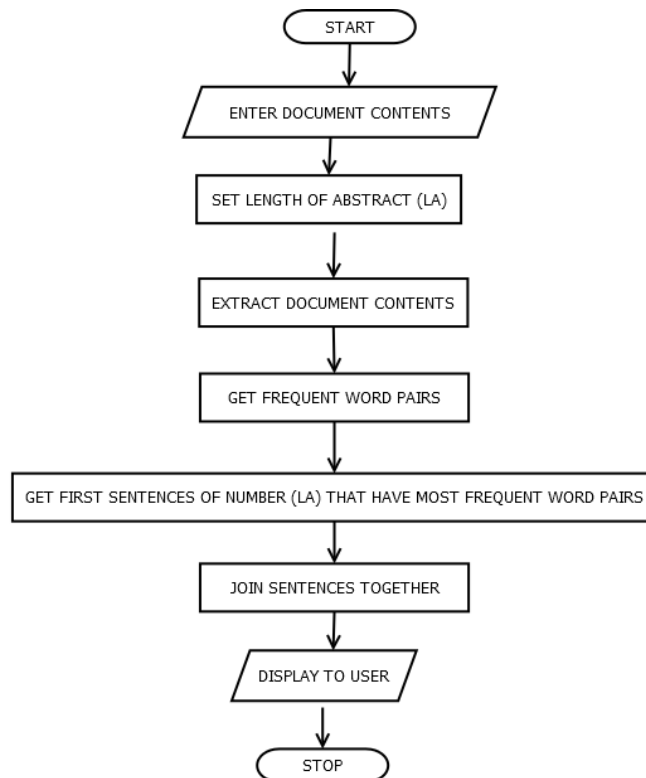 START
ENTER DOCUMENT CONTENTS
SET LENGTH OF ABSTRACT (LA)
EXTRACT DOCUMENT CONTENTS
GET FREQUENT WORD PAIRS
GET FIRST SENTENCES OF NUMBER (LA) THAT HAVE MOST FREQUENT WORD PAIRS
JOIN SENTENCES TOGETHER
DISPLAY TO USER
STOP